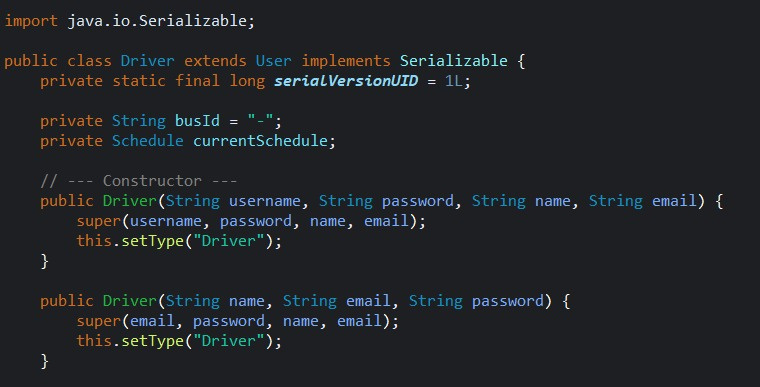 import java.io.Serializable;
public class Driver extends User implements Serializable {
private static final long serialVersionUID = 1L;
private String busId = "-";
private Schedule currentSchedule;
// --- Constructor ---
public Driver(String username, String password, String name, String email) {
super(username, password, name, email);
this.setType("Driver");
}
public Driver(String name, String email, String password) {
super(email, password, name, email);
this.setType("Driver");
}